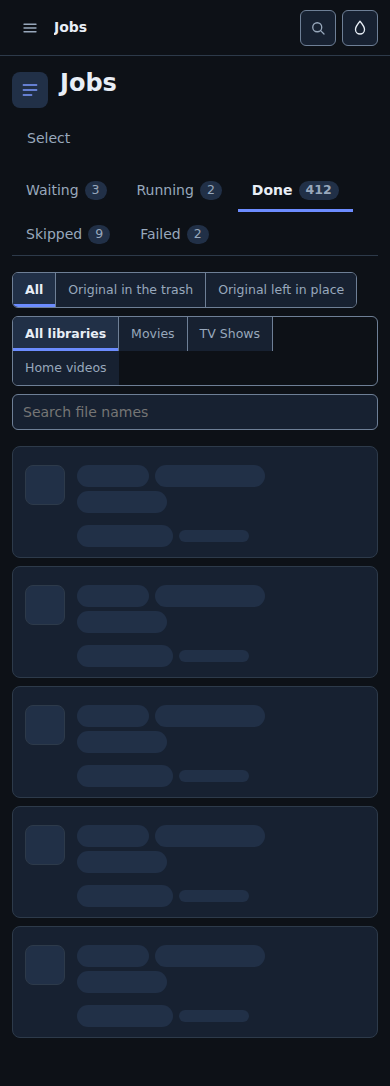 Jobs
Jobs
Select
Waiting 3 Running 2 Done 412
Skipped 9 Failed 2
All Original in the trash Original left in place
All libraries Movies TV Shows
Home videos
Search file names